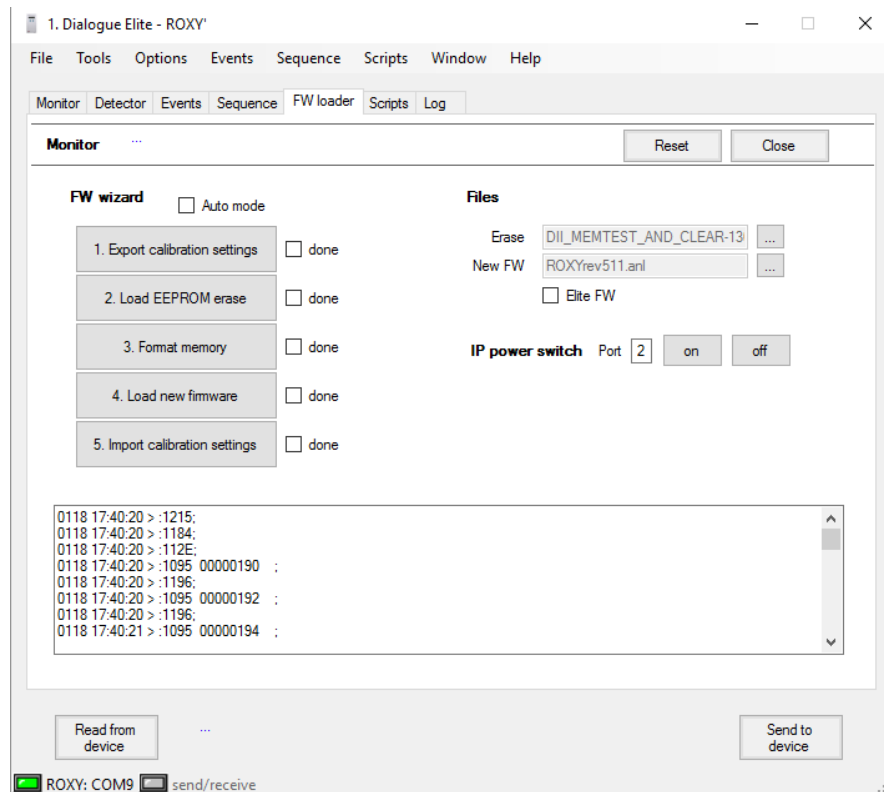 1. Dialogue Elite - ROXY'
File Tools Options Events Sequence Scripts Window Help
Monitor Detector Events Sequence FW loader Scripts Log
Monitor ... Reset Close
FW wizard Auto mode Files
1. Export calibration settings done Erase DII_MEMTEST_AND_CLEAR-13 ...
New FW ROXYrev511.anl ...
2. Load EEPROM erase done Elite FW
3. Format memory done IP power switch Port 2 on off
4. Load new firmware done
5. Import calibration settings done
0118 17:40:20 > :1215;
0118 17:40:20 > :1184;
0118 17:40:20 > :112E;
0118 17:40:20 > :1095 00000190 ;
0118 17:40:20 > :1196;
0118 17:40:20 > :1095 00000192 ;
0118 17:40:20 > :1196;
0118 17:40:21 > :1095 00000194 ;
Read from device ... Send to device
ROXY: COM9 send/receive